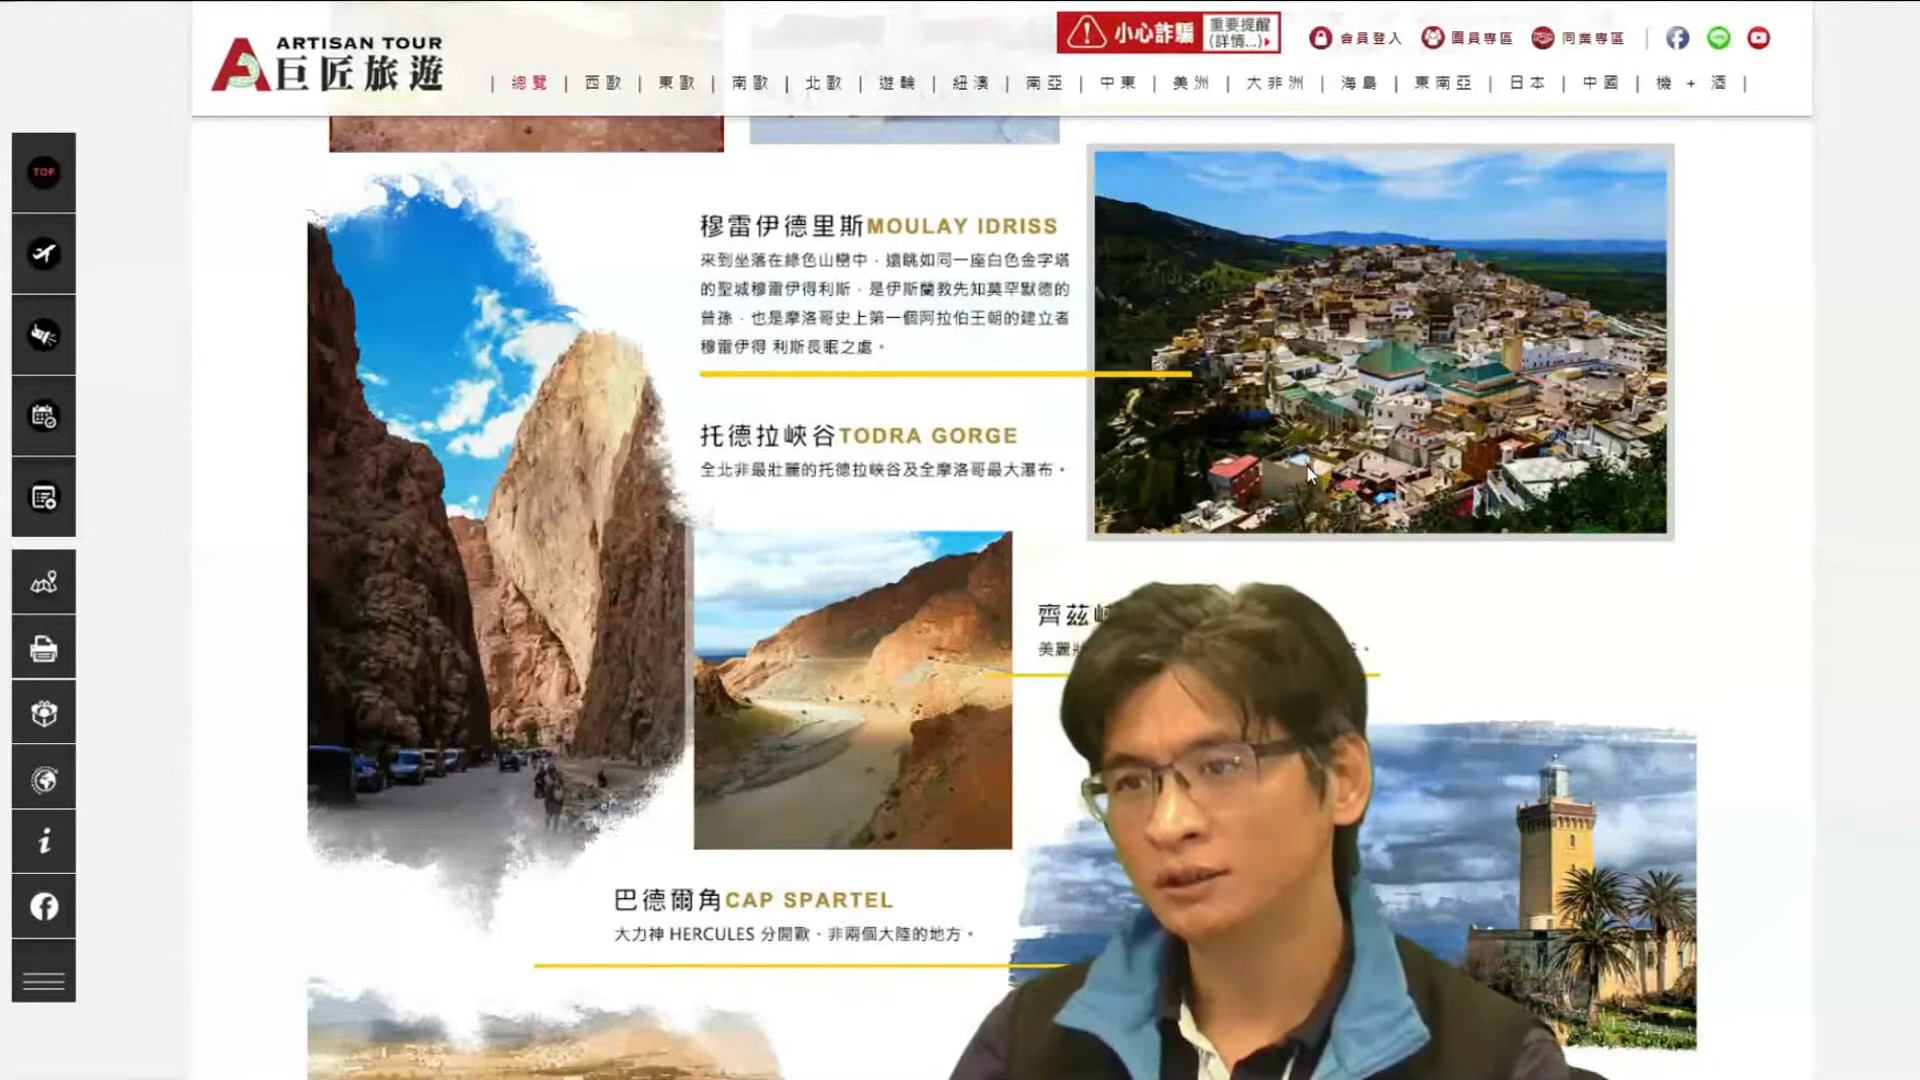 ARTISAN TOUR
巨匠旅遊
小心詐騙
重要提醒
(詳情...)
會員登入
團員專區
同業專區
總覽 | 西歐 | 東歐 | 南歐 | 北歐 | 遊輪 | 紐澳 | 南亞 | 中東 | 美洲 | 大非洲 | 海島 | 東南亞 | 日本 | 中國 | 機+酒
TOP
穆雷伊德里斯MOULAY IDRISS
來到坐落在綠色山巒中，遠眺如同一座白色金字塔
的聖城穆雷伊得利斯，是伊斯蘭教先知莫罕默德的
曾孫，也是摩洛哥史上第一個阿拉伯王朝的建立者
穆雷伊得 利斯長眠之處。
托德拉峽谷TODRA GORGE
全北非最壯麗的托德拉峽谷及全摩洛哥最大瀑布。
齊茲
美麗
巴德爾角CAP SPARTEL
大力神 HERCULES 分開歐、非兩個大陸的地方。